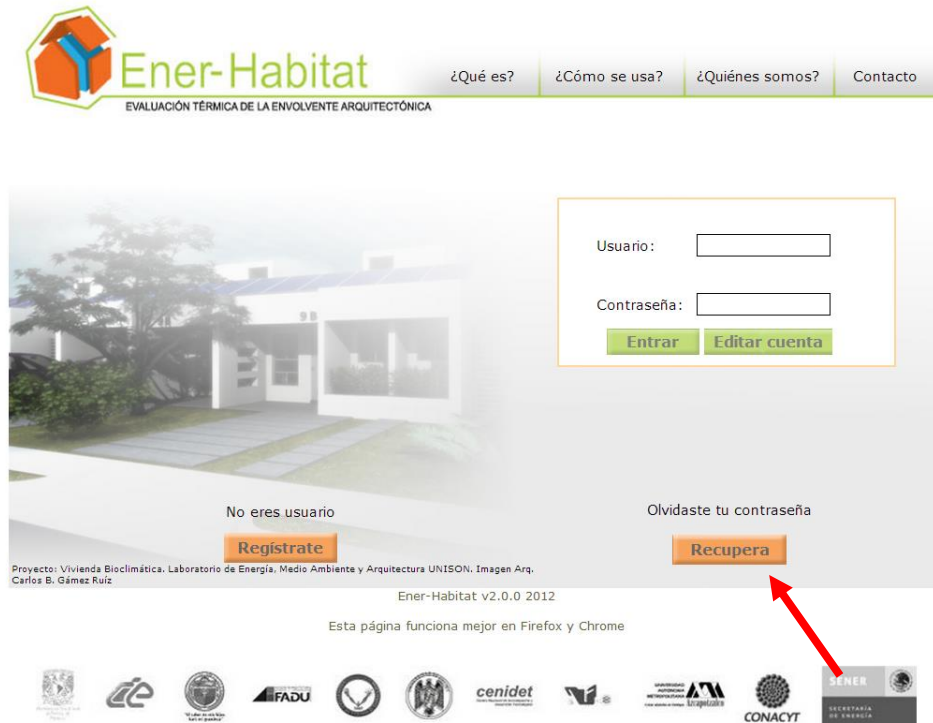 Ener-Habitat
EVALUACIÓN TÉRMICA DE LA ENVOLVENTE ARQUITECTÓNICA
¿Qué es?
¿Cómo se usa?
¿Quiénes somos?
Contacto
9B
Usuario:
Contraseña:
Entrar
Editar cuenta
No eres usuario
Regístrate
Olvidaste tu contraseña
Recupera
Proyecto: Vivienda Bioclimática. Laboratorio de Energía, Medio Ambiente y Arquitectura UNISON. Imagen Arq.
Carlos B. Gámez Ruíz
Ener-Habitat v2.0.0 2012
Esta página funciona mejor en Firefox y Chrome
FADU
cenidet
Azcapotzalco
CONACYT
SENER
SECRETARÍA
DE ENERGÍA